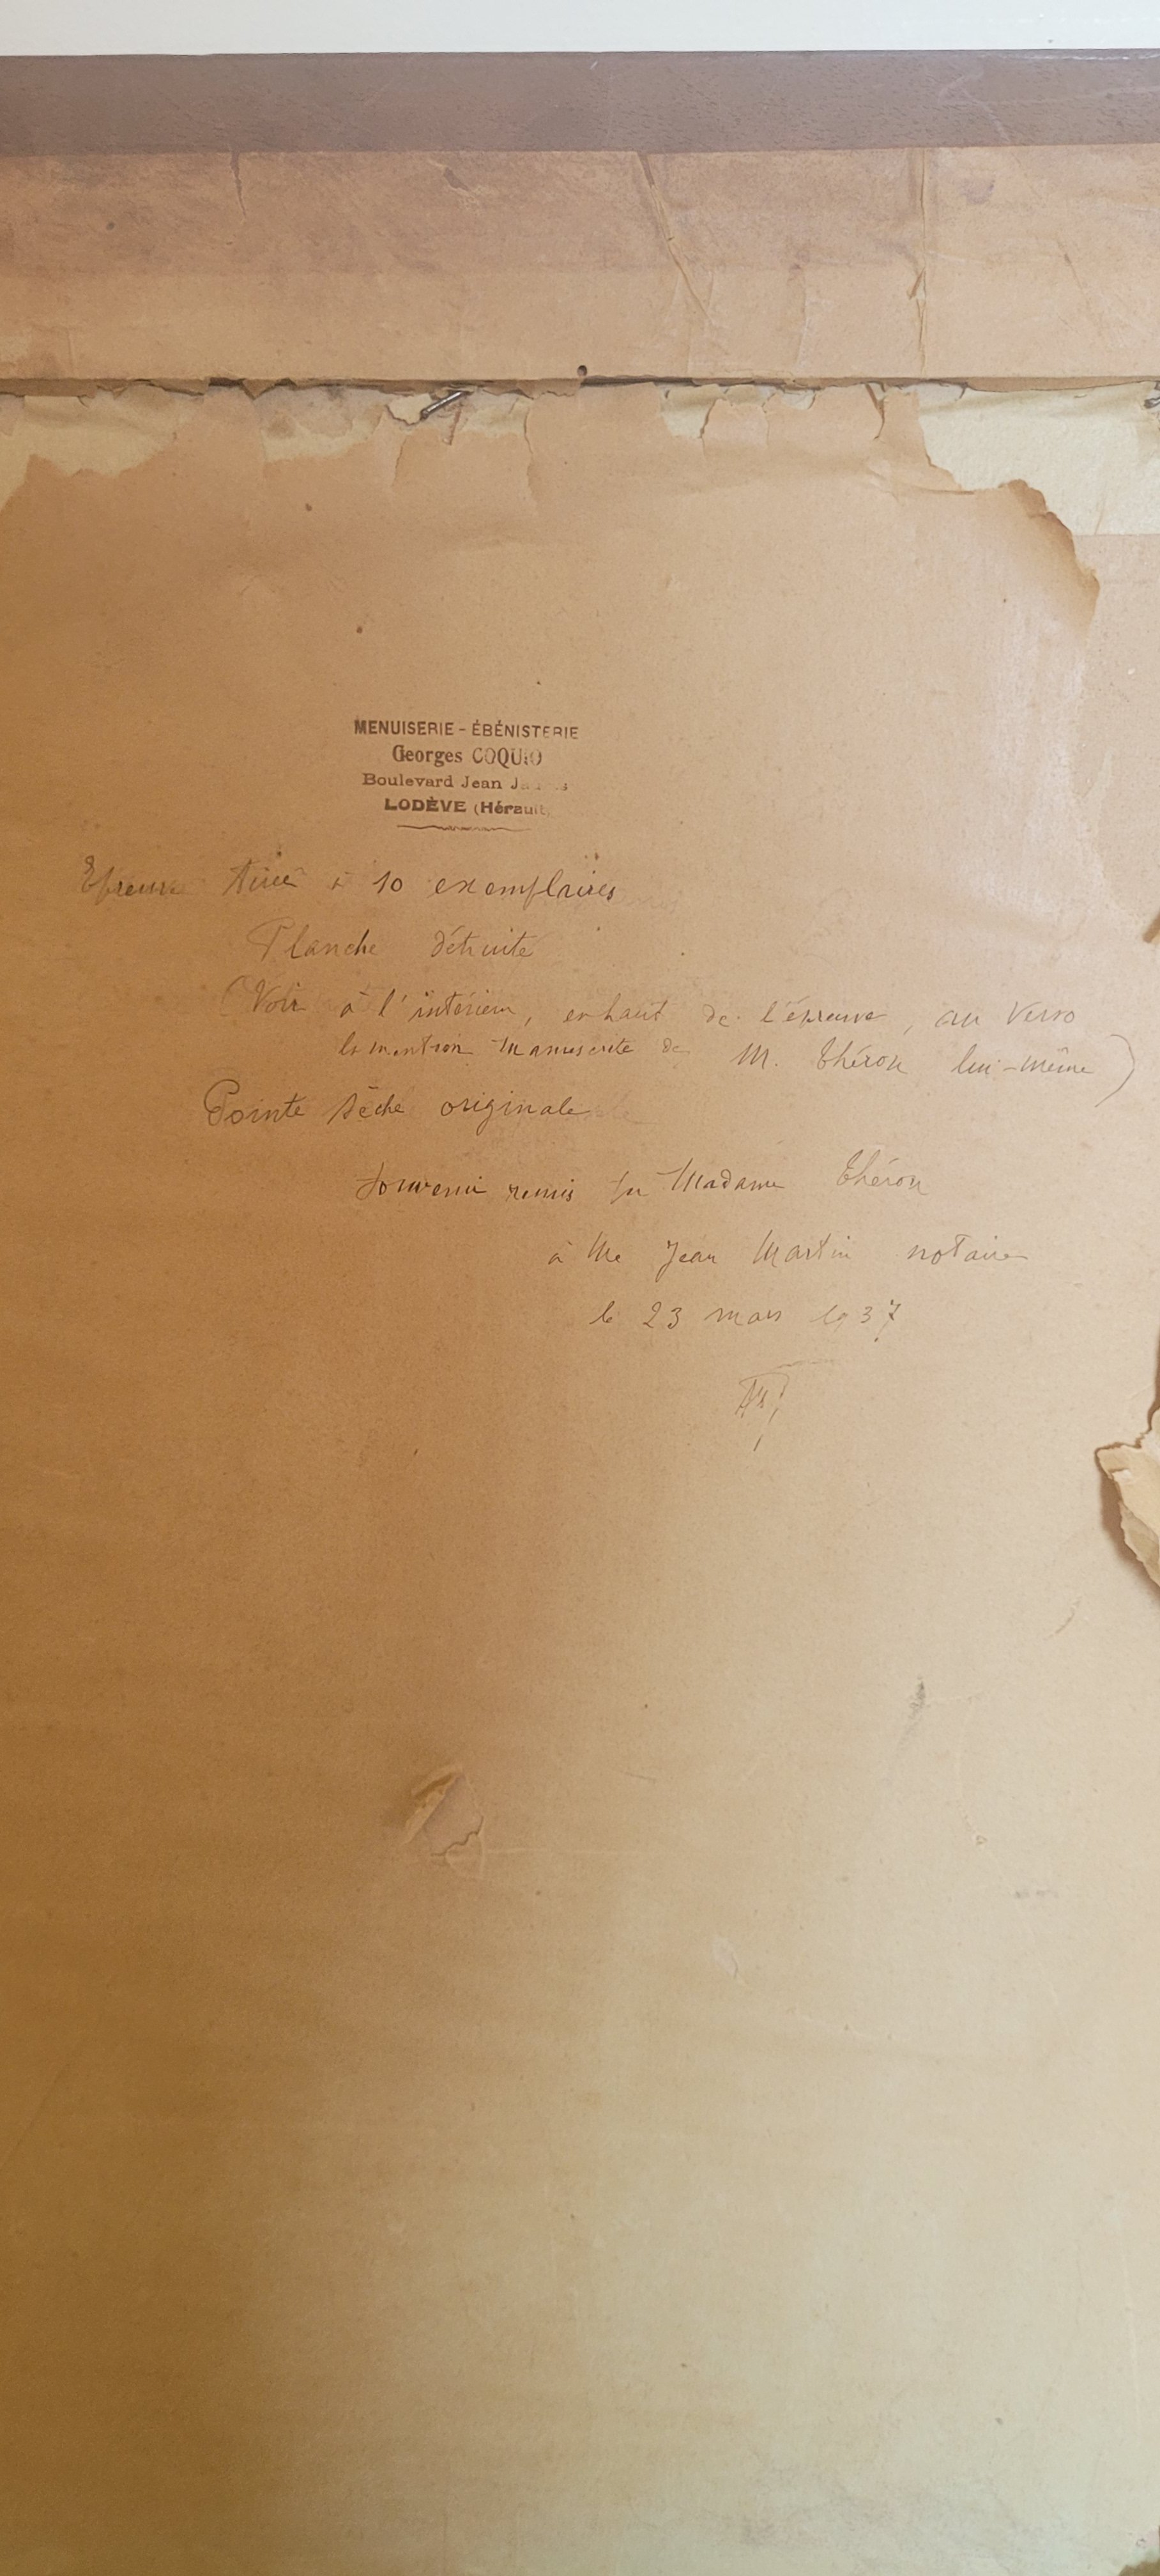 MENUISERIE - ÉBÉNISTERIE
Georges COQUIO
Boulevard Jean
LODÈVE (Hérault)
Epreuve tirée à 10 exemplaires
Planche détruite
(Voir à l'intérieur, en haut de l'épreuve, au verso
la mention manuscrite de M. Théron lui-même)
Pointe sèche originale
Souvenir remis par Madame Théron
à Me Jean Martin notaire
le 23 mars 1937